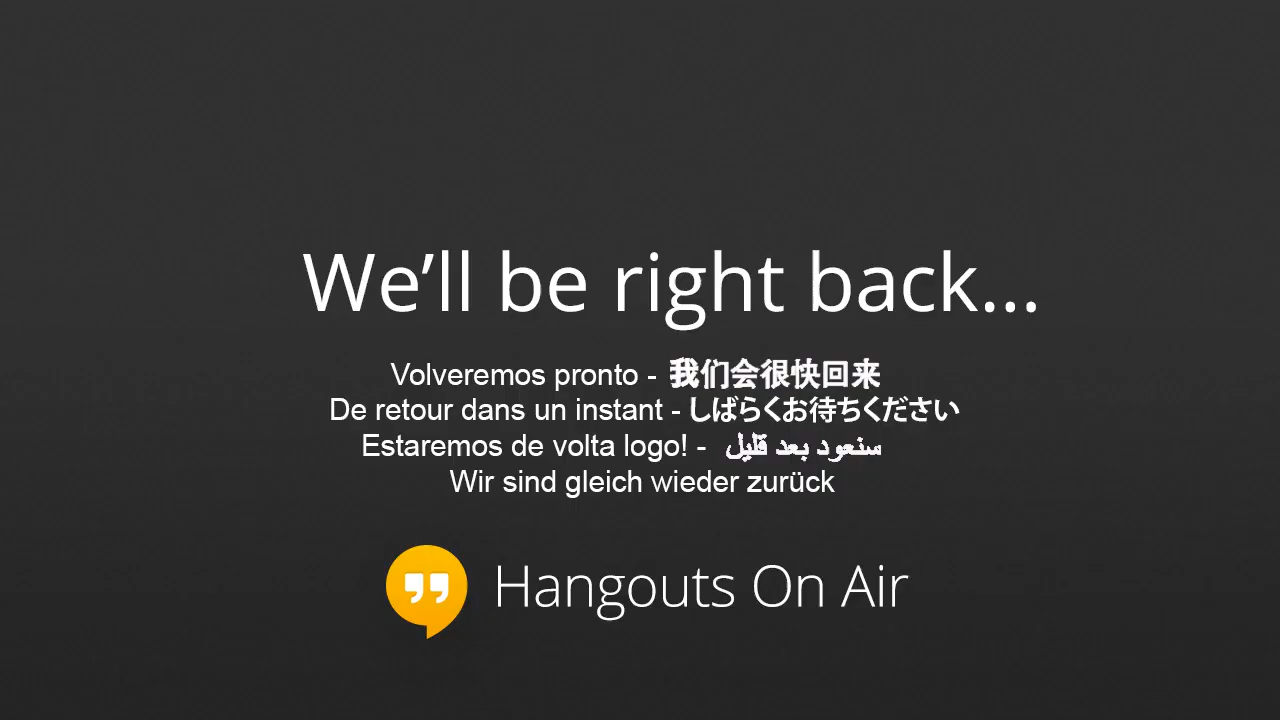 We’ll be right back...
Volveremos pronto - 我们会很快回来
De retour dans un instant - しばらくお待ちください
Estaremos de volta logo! - سنعود بعد قليل
Wir sind gleich wieder zurück
Hangouts On Air